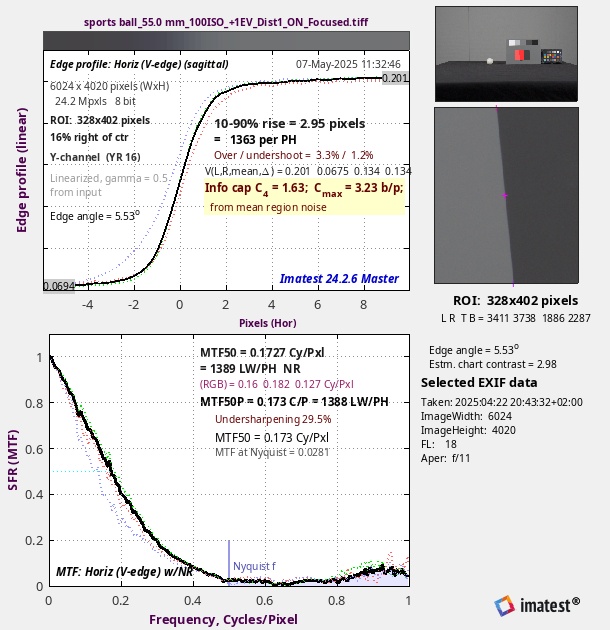 sports ball_55.0 mm_100ISO_+1EV_Dist1_ON_Focused.tiff
Edge profile: Horiz (V-edge) (sagittal)
07-May-2025 11:32:46
6024 x 4020 pixels (WxH)
24.2 Mpxls   8 bit
ROI:  328x402 pixels
16% right of ctr
Y-channel  (YR 16)
Linearized, gamma = 0.5.
from input
Edge angle = 5.53⁰
0.201
10-90% rise = 2.95 pixels
=  1363 per PH
Over / undershoot =  3.3% /  1.2%
V(L,R,mean,Δ) = 0.201  0.0675  0.134  0.134
Info cap C₄ = 1.63;  Cmax = 3.23 b/p;
from mean region noise
0.0694
Imatest 24.2.6 Master
Edge profile (linear)
-4 -2 0 2 4 6 8
Pixels (Hor)
ROI:  328x402 pixels
L R  T B = 3411 3738  1886 2287
Edge angle = 5.53⁰
Estm. chart contrast = 2.98
Selected EXIF data
Taken: 2025:04:22 20:43:32+02:00
ImageWidth:  6024
ImageHeight:  4020
FL:   18
Aper:  f/11
MTF50 = 0.1727 Cy/Pxl
= 1389 LW/PH  NR
(RGB) = 0.16  0.182  0.127 Cy/Pxl
MTF50P = 0.173 C/P = 1388 LW/PH
Undersharpening 29.5%
MTF50 = 0.173 Cy/Pxl
MTF at Nyquist = 0.0281
Nyquist f
MTF: Horiz (V-edge) w/NR
SFR (MTF)
1
0.8
0.6
0.4
0.2
0
0 0.2 0.4 0.6 0.8 1
Frequency, Cycles/Pixel
imatest®